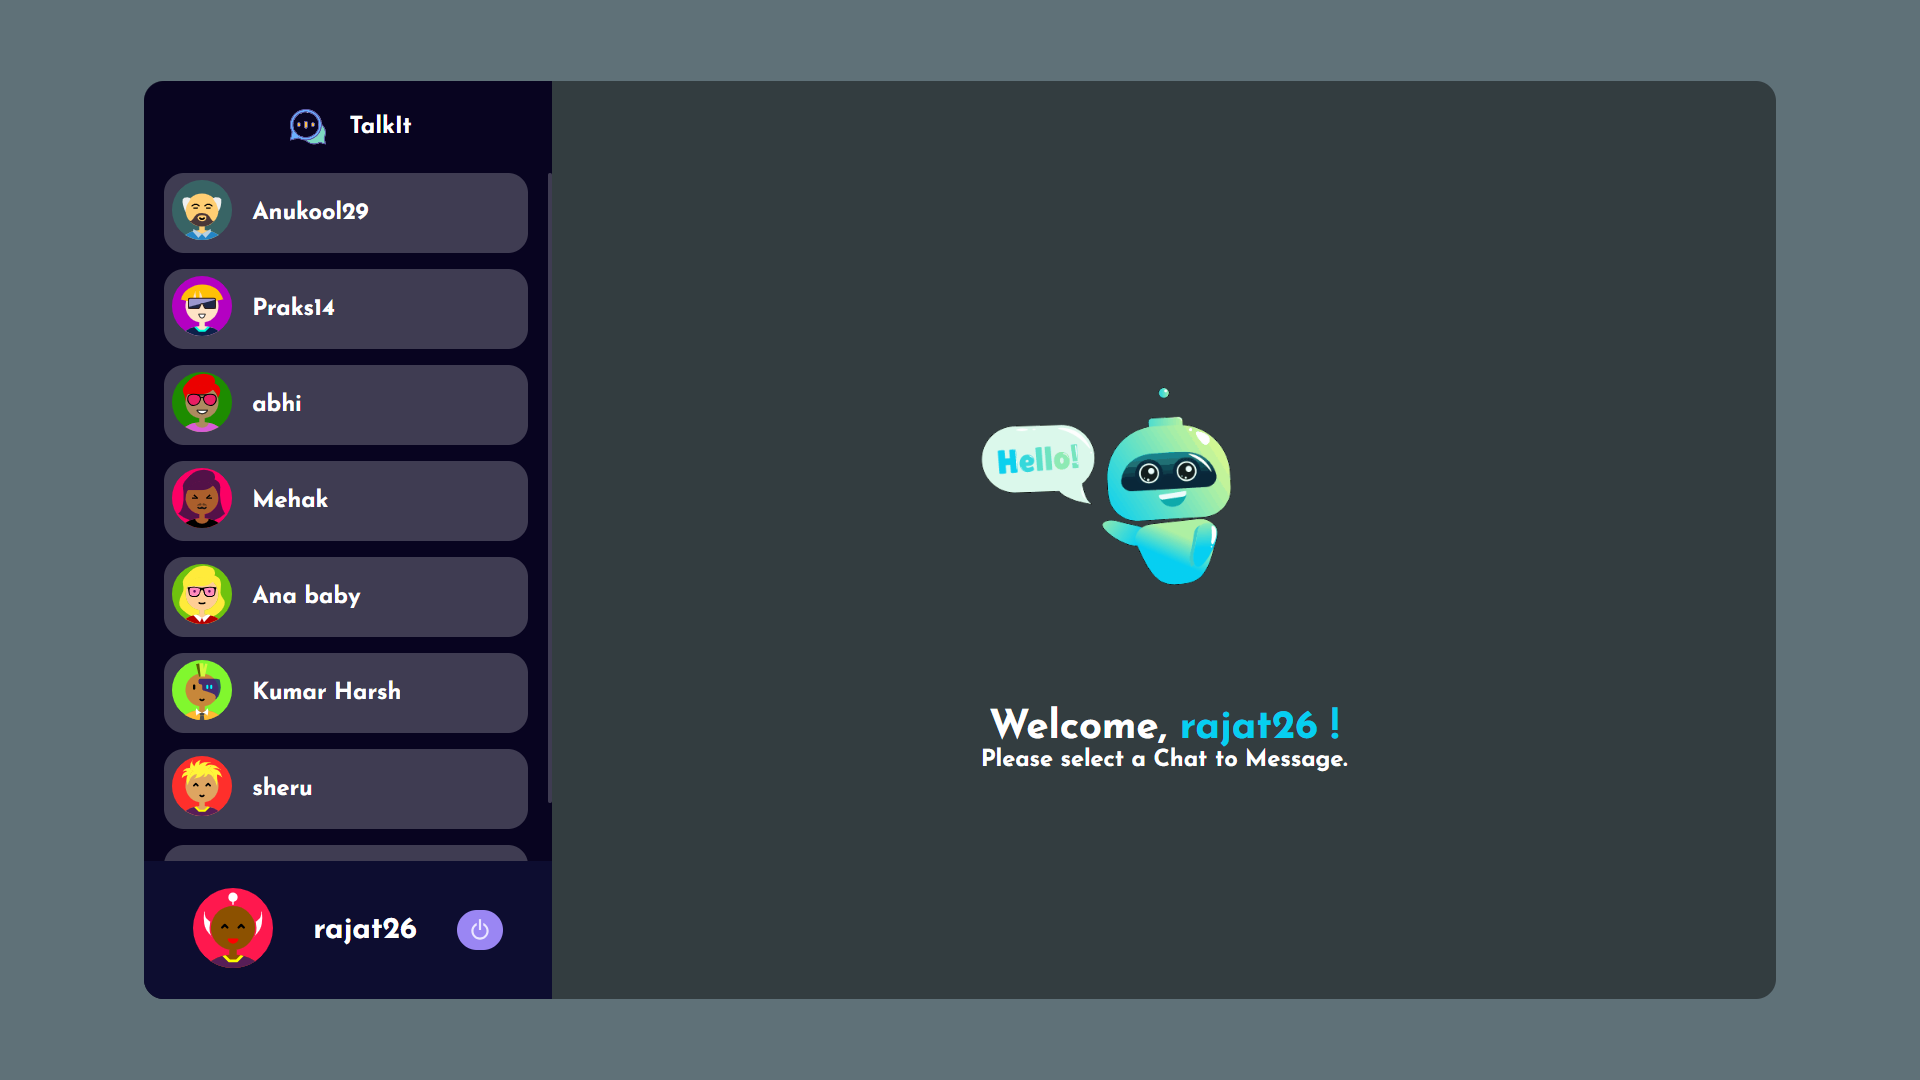 TalkIt
Anukool29
Praks14
abhi
Mehak
Ana baby
Kumar Harsh
sheru
rajat26
Hello!
Welcome, rajat26 !
Please select a Chat to Message.